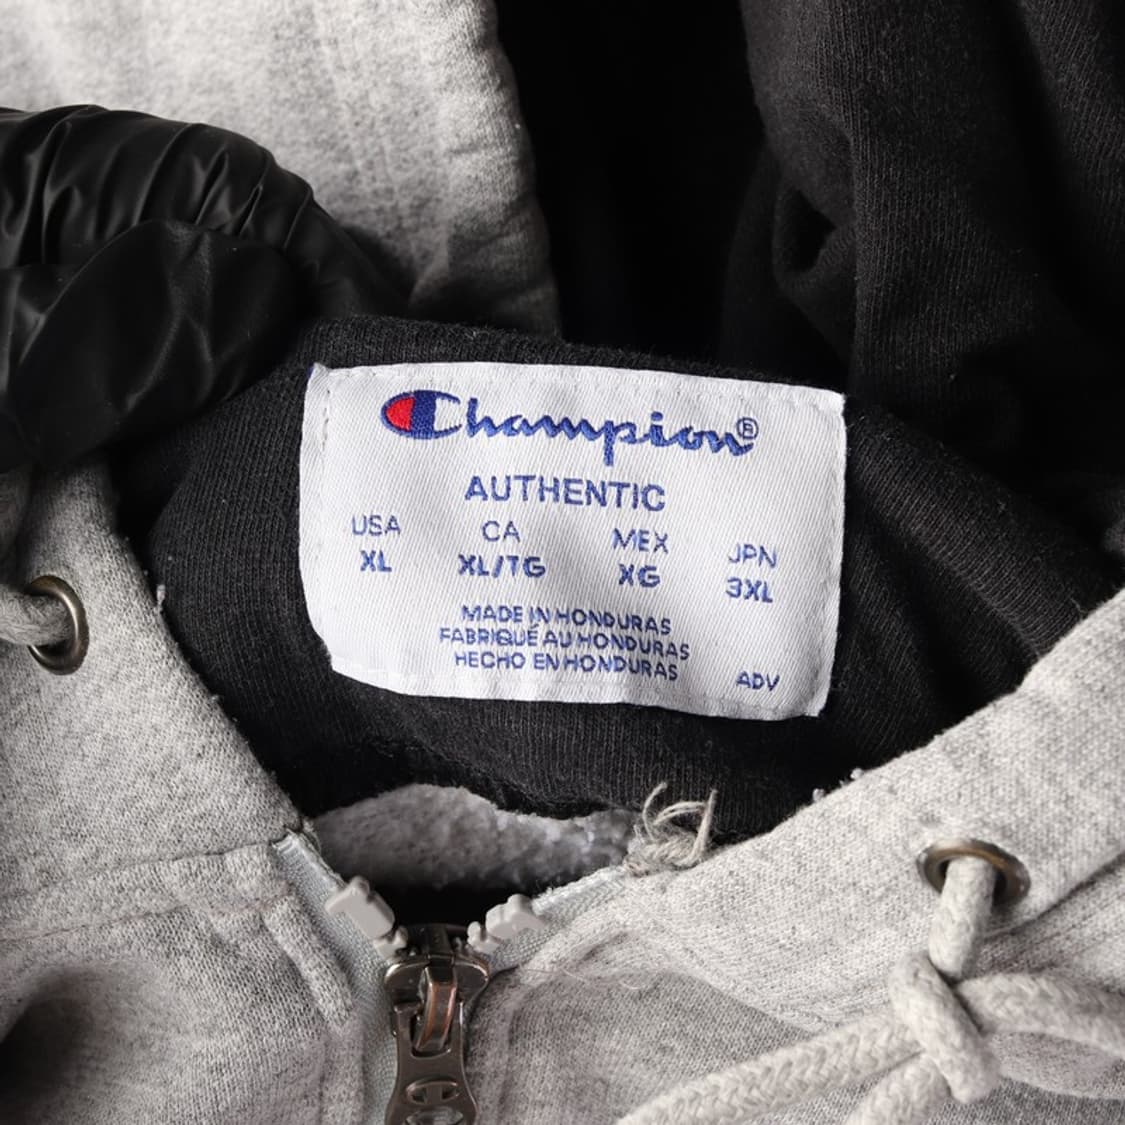 Champion®
AUTHENTIC
USA CA MEX JPN
XL XL/TG XG 3XL
MADE IN HONDURAS
FABRIQUÉ AU HONDURAS
HECHO EN HONDURAS
ADV